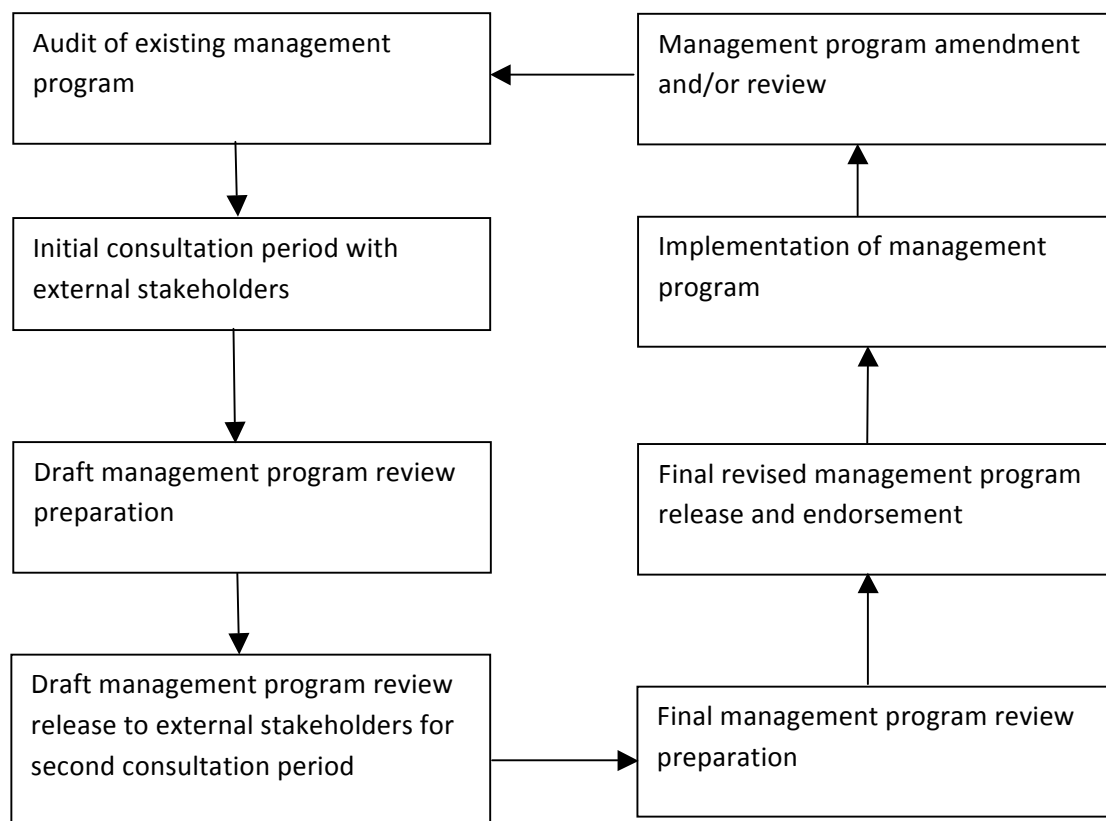 Audit of existing management
program
Initial consultation period with
external stakeholders
Draft management program review
preparation
Draft management program review
release to external stakeholders for
second consultation period
Final management program review
preparation
Final revised management program
release and endorsement
Implementation of management
program
Management program amendment
and/or review